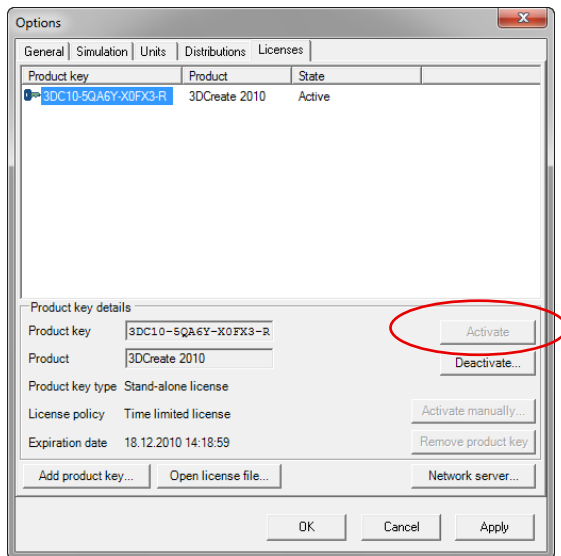 Options
General Simulation Units Distributions Licenses
Product key Product State
3DC10-5QA6Y-X0FX3-R 3DCreate 2010 Active
Product key details
Product key 3DC10-5QA6Y-X0FX3-R Activate
Product 3DCreate 2010 Deactivate...
Product key type Stand-alone license
License policy Time limited license Activate manually...
Expiration date 18.12.2010 14:18:59 Remove product key
Add product key... Open license file... Network server...
OK Cancel Apply